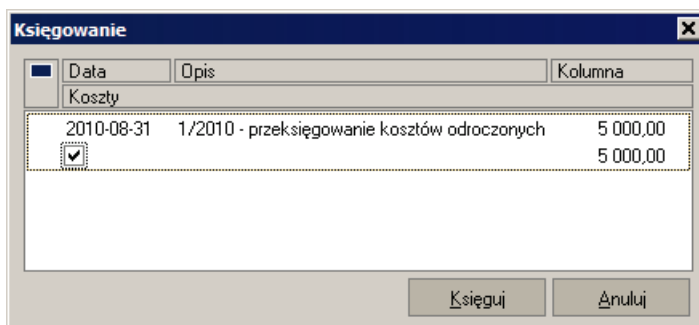 Księgowanie
Data Opis Kolumna
Koszty
2010-08-31 1/2010 - przeksięgowanie kosztów odroczonych 5 000,00
5 000,00
Księguj Anuluj